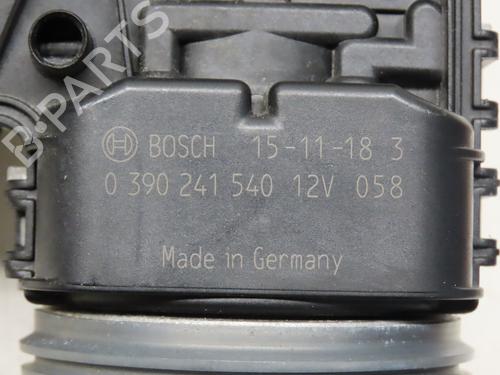 B-PARTS
BOSCH 15-11-18 3
0 390 241 540 12V 058
Made in Germany